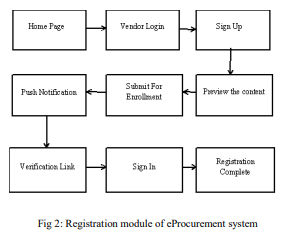 Home Page
Vendor Login
Sign Up
Preview the content
Submit For
Enrollment
Push Notification
Verification Link
Sign In
Registration
Complete
Fig 2: Registration module of eProcurement system